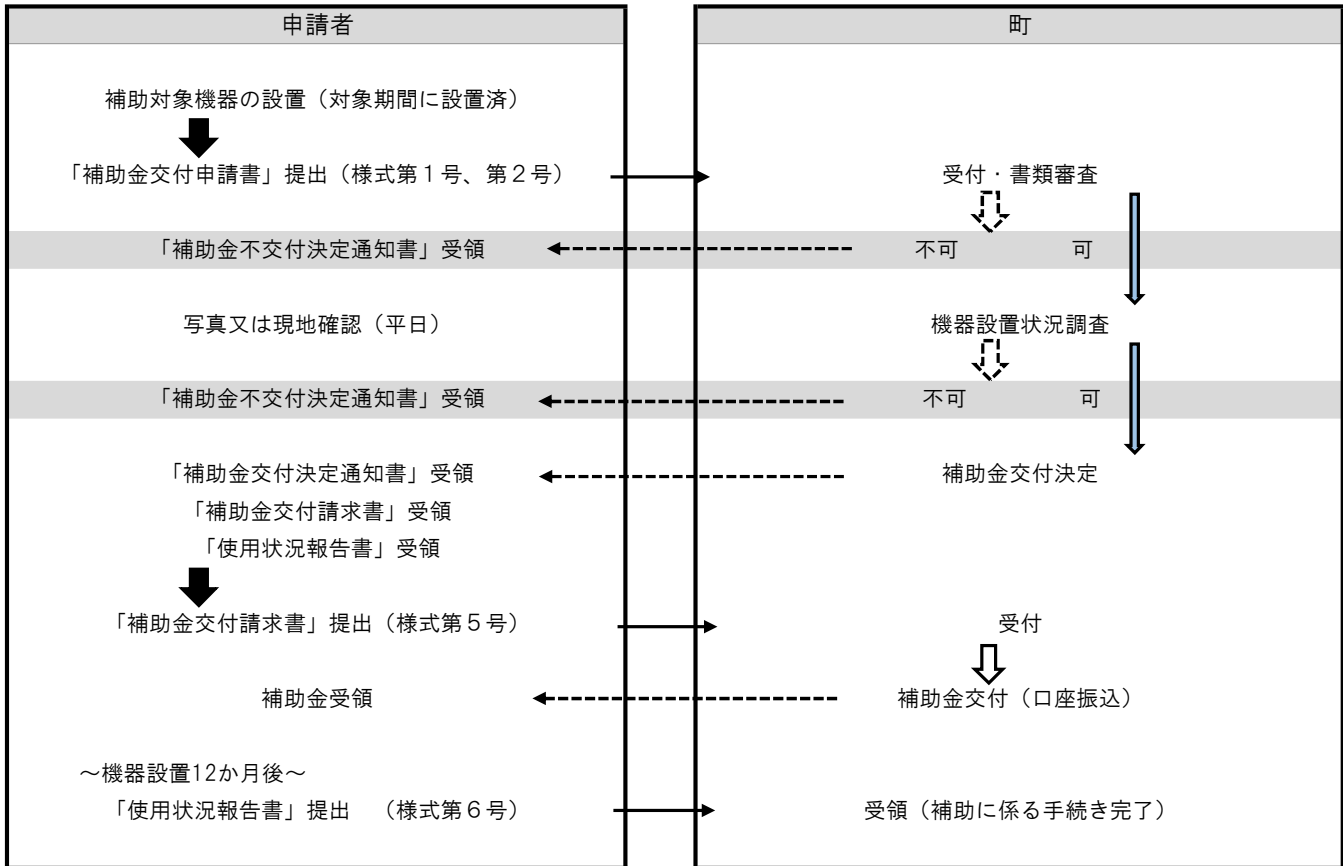 申請者
町
補助対象機器の設置（対象期間に設置済）
「補助金交付申請書」提出（様式第１号、第２号）
受付・書類審査
「補助金不交付決定通知書」受領
不可
可
写真又は現地確認（平日）
機器設置状況調査
「補助金不交付決定通知書」受領
不可
可
「補助金交付決定通知書」受領
補助金交付決定
「補助金交付請求書」受領
「使用状況報告書」受領
「補助金交付請求書」提出（様式第５号）
受付
補助金受領
補助金交付（口座振込）
～機器設置12か月後～
「使用状況報告書」提出　（様式第６号）
受領（補助に係る手続き完了）